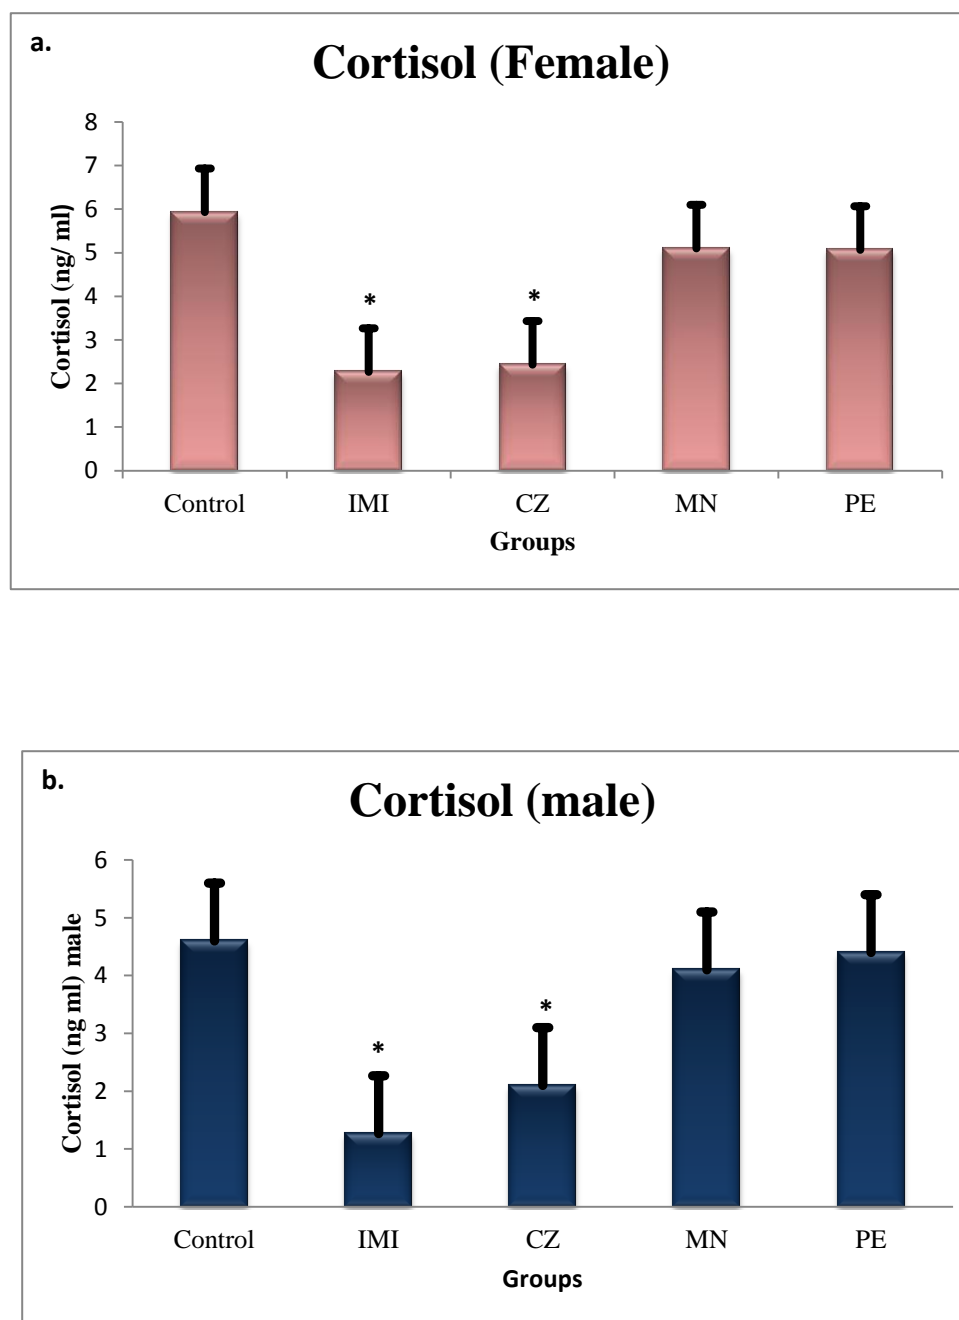 a.
Cortisol (Female)
Cortisol (ng/ ml)
8
7
6
5
4
3
2
1
0
*
*
Control IMI CZ MN PE
Groups
b.
Cortisol (male)
Cortisol (ng ml) male
6
5
4
3
2
1
0
*
*
Control IMI CZ MN PE
Groups